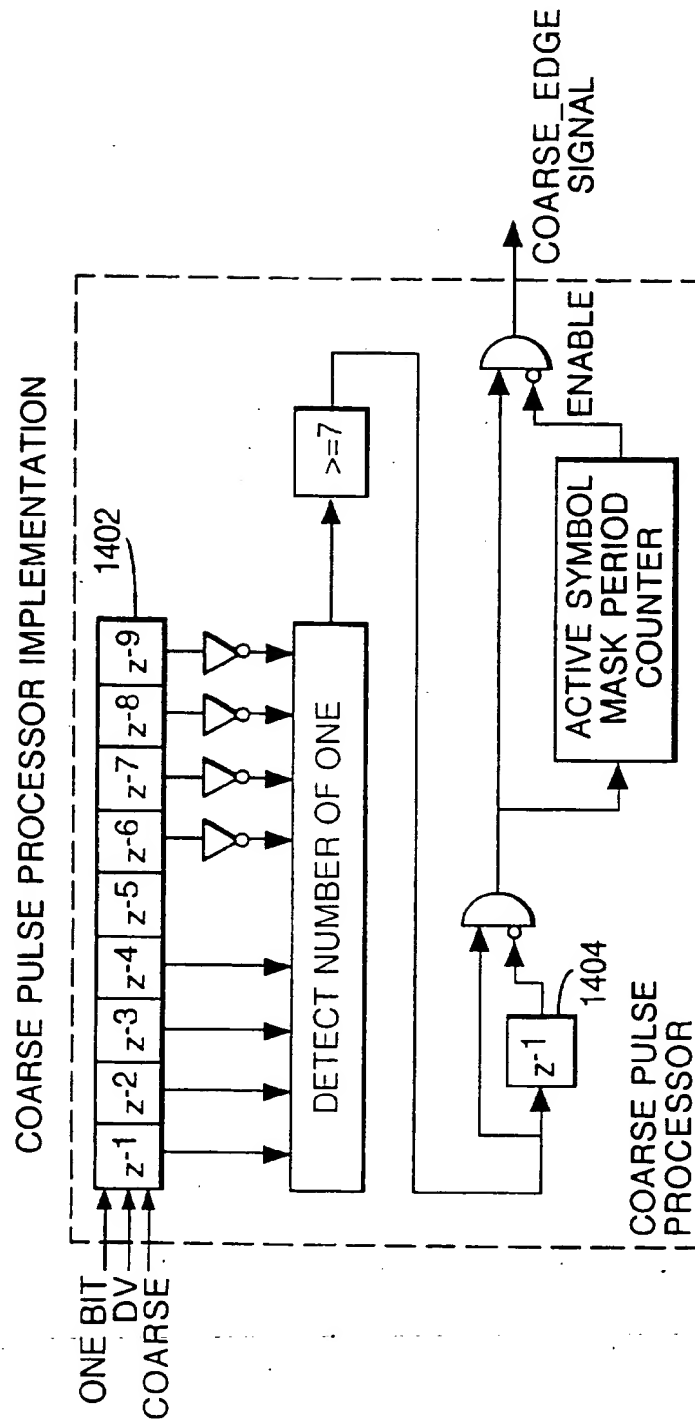 COARSE PULSE PROCESSOR IMPLEMENTATION
ONE BIT
DV
COARSE
z-1
z-2
z-3
z-4
z-5
z-6
z-7
z-8
z-9
1402
DETECT NUMBER OF ONE
>=7
z-1
1404
ACTIVE SYMBOL
MASK PERIOD
COUNTER
ENABLE
COARSE_EDGE
SIGNAL
COARSE PULSE
PROCESSOR